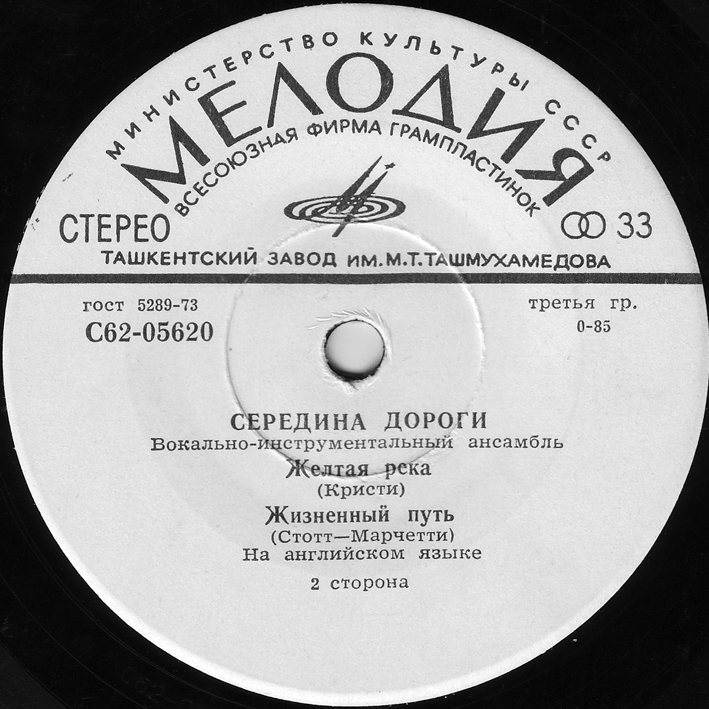 МИНИСТЕРСТВО КУЛЬТУРЫ СССР
МЕЛОДИЯ
ВСЕСОЮЗНАЯ ФИРМА ГРАМПЛАСТИНОК
СТЕРЕО 33
ТАШКЕНТСКИЙ ЗАВОД ИМ. М.Т.ТАШМУХАМЕДОВА
гост 5289-73 третья гр.
С62-05620 0-85
СЕРЕДИНА ДОРОГИ
Вокально-инструментальный ансамбль
Желтая река
(Кристи)
Жизненный путь
(Стотт—Марчетти)
На английском языке
2 сторона